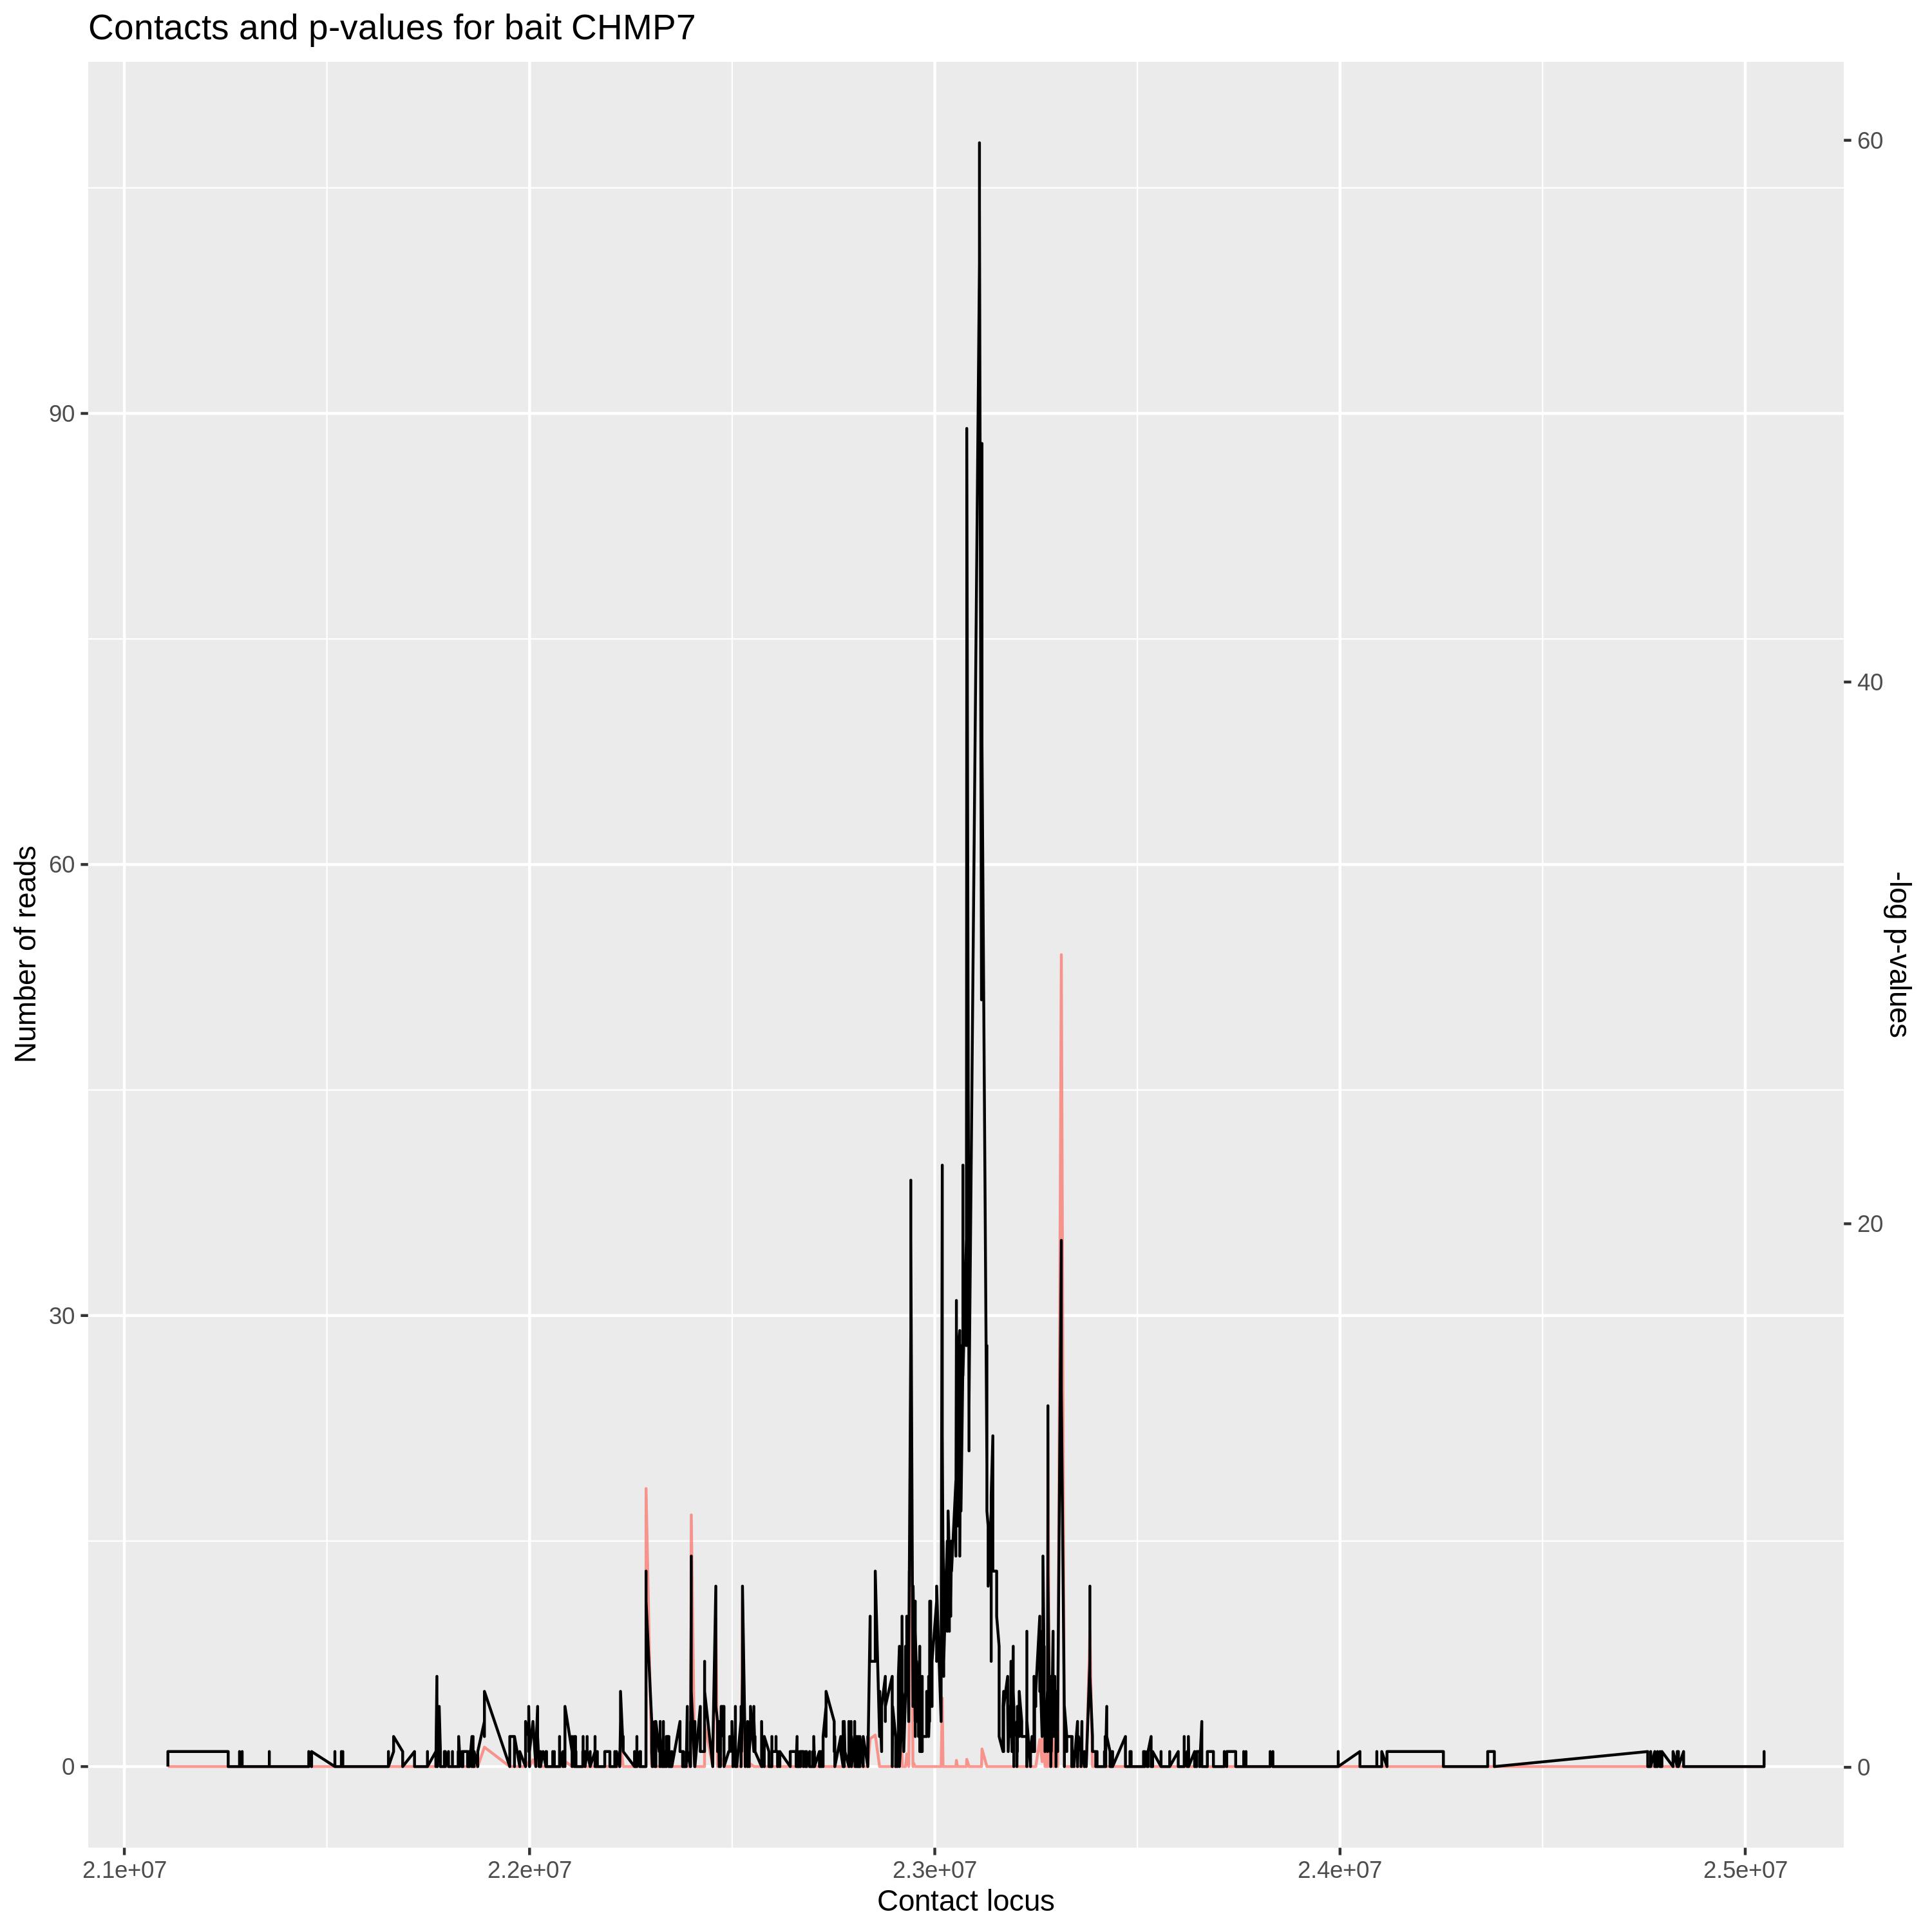 Contacts and p-values for bait CHMP7
60
90
40
60
Number of reads
-log p-values
20
30
0
0
2.1e+07 2.2e+07 2.3e+07 2.4e+07 2.5e+07
Contact locus